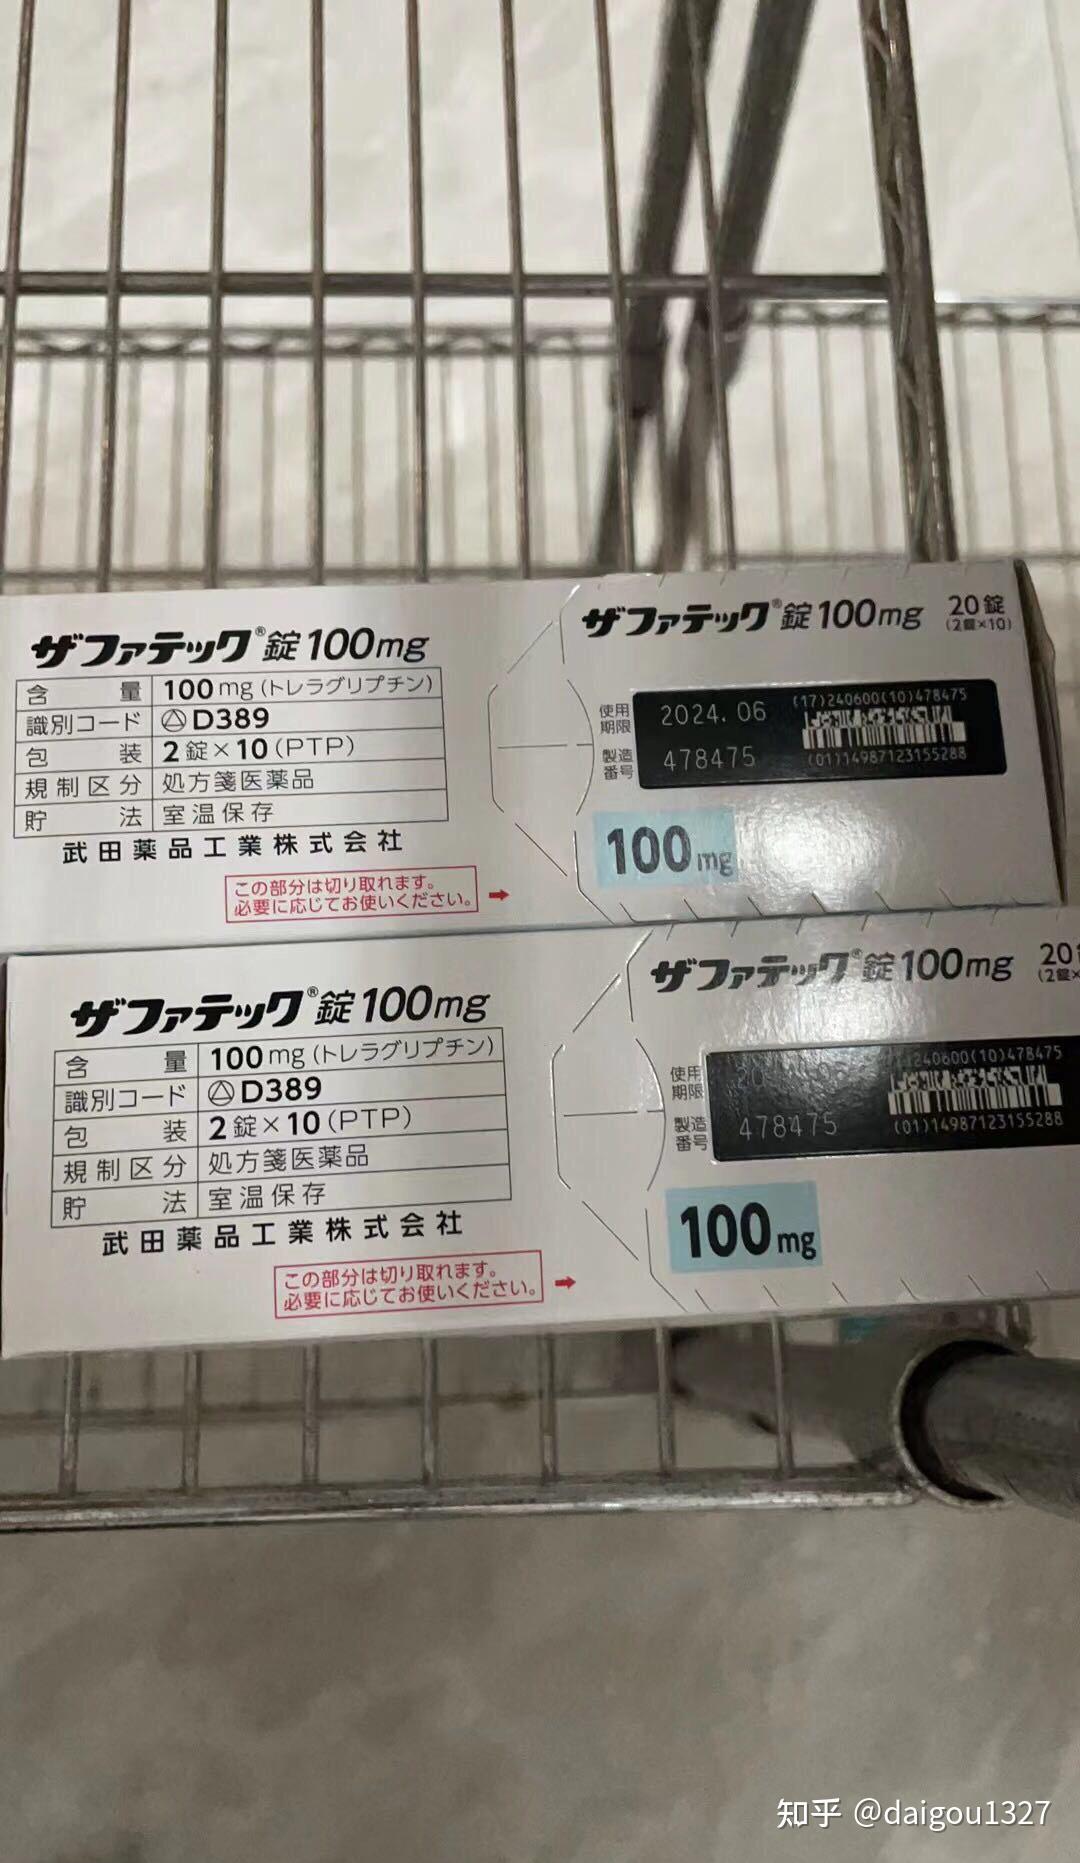 ザファテック®錠100mg
含量 100mg(トレラグリプチン)
識別コード D389
包装 2錠×10(PTP)
規制区分 処方箋医薬品
貯法 室温保存
武田薬品工業株式会社
この部分は切り取れます。
必要に応じてお使いください。
ザファテック®錠100mg 20錠
(2錠×10)
使用期限 2024.06
製造番号 478475
(17)240600(10)478475
(01)14987123155288
100mg
ザファテック®錠100mg
含量 100mg(トレラグリプチン)
識別コード D389
包装 2錠×10(PTP)
規制区分 処方箋医薬品
貯法 室温保存
武田薬品工業株式会社
この部分は切り取れます。
必要に応じてお使いください。
ザファテック®錠100mg 20
(2錠×
使用期限
製造番号 478475
240600(10)478475
(01)14987123155288
100mg
知乎 @daigou1327